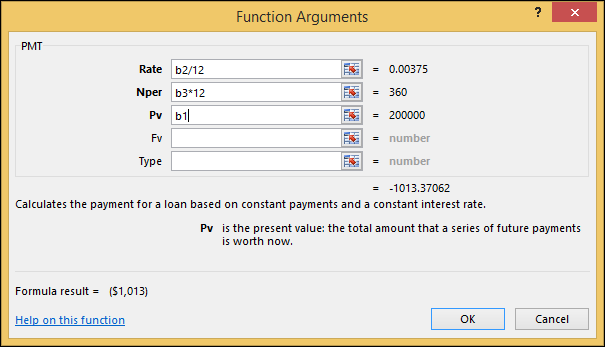 Function Arguments ? ×
PMT
Rate b2/12 = 0.00375
Nper b3*12 = 360
Pv b1 = 200000
Fv = number
Type = number
= -1013.37062
Calculates the payment for a loan based on constant payments and a constant interest rate.
Pv is the present value: the total amount that a series of future payments
is worth now.
Formula result = ($1,013)
Help on this function OK Cancel